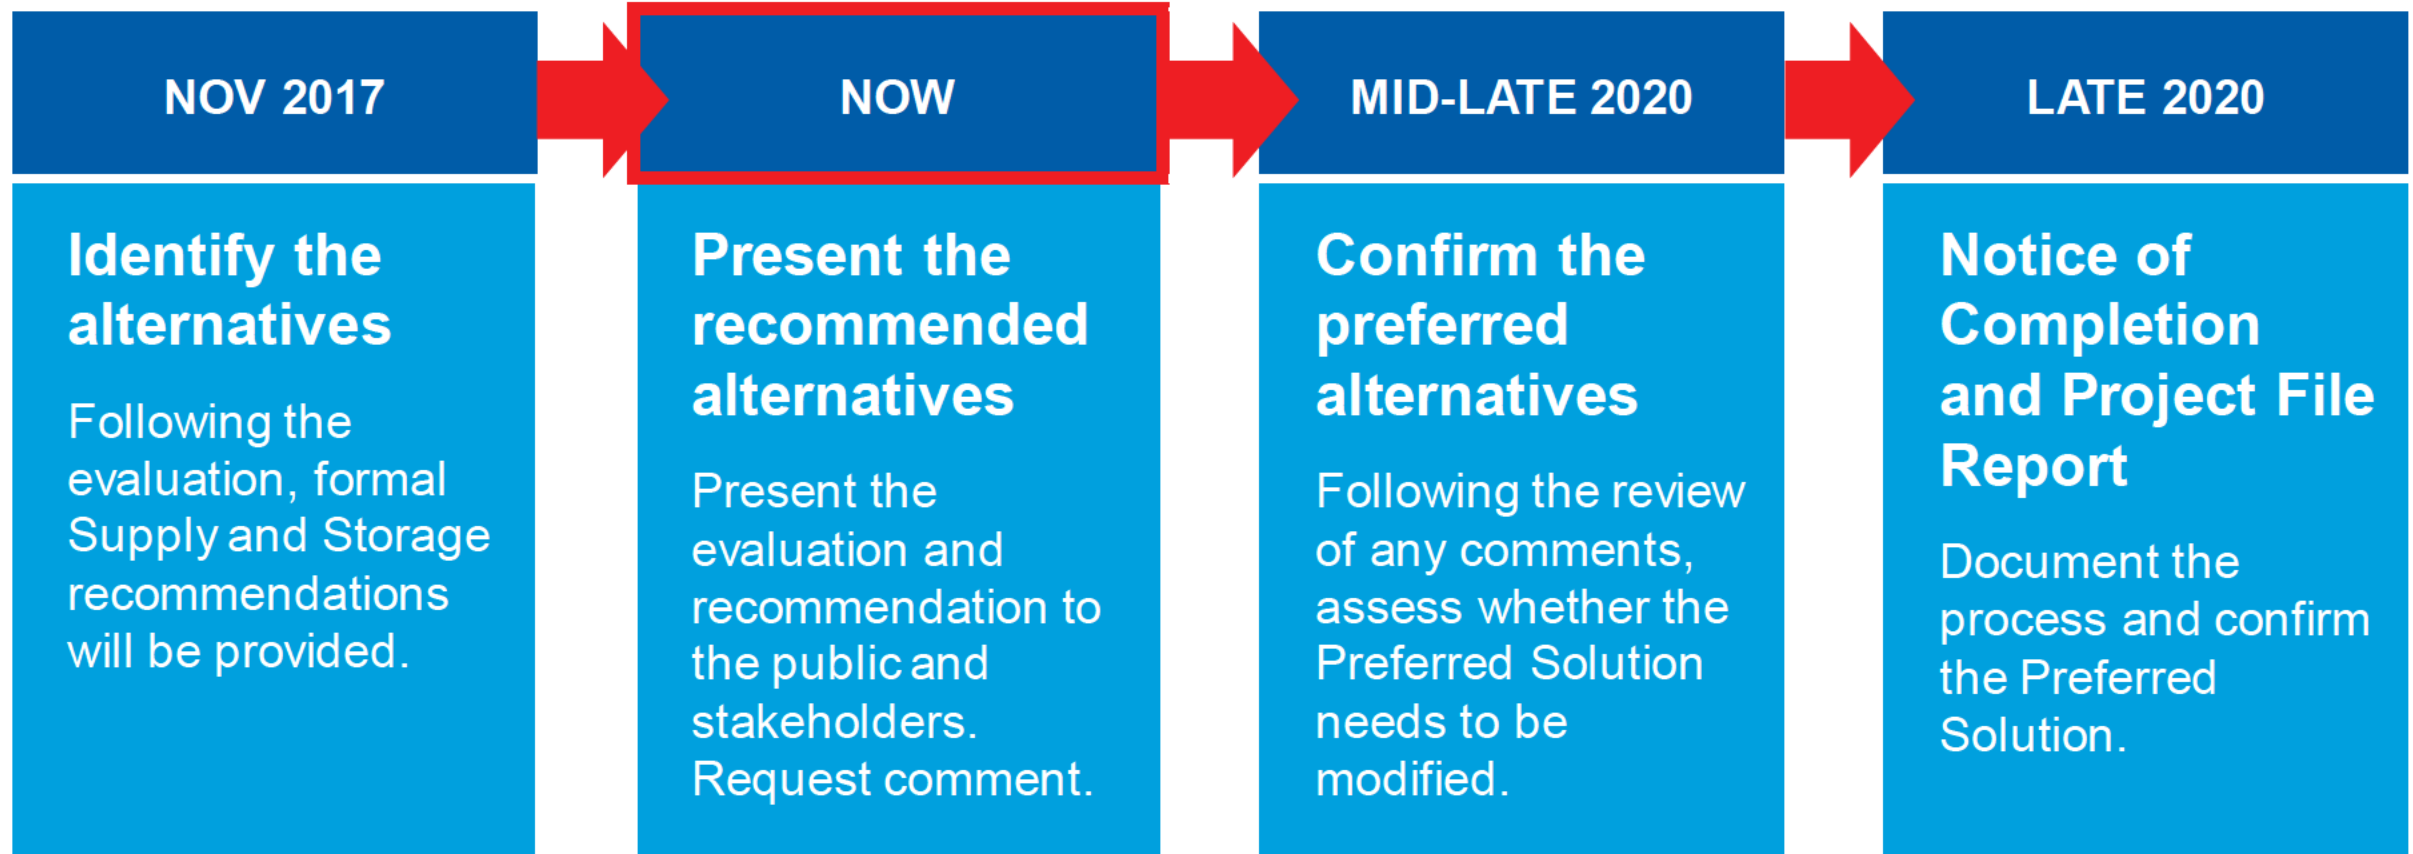 NOV 2017
Identify the
alternatives
Following the
evaluation, formal
Supply and Storage
recommendations
will be provided.
NOW
Present the
recommended
alternatives
Present the
evaluation and
recommendation to
the public and
stakeholders.
Request comment.
MID-LATE 2020
Confirm the
preferred
alternatives
Following the review
of any comments,
assess whether the
Preferred Solution
needs to be
modified.
LATE 2020
Notice of
Completion
and Project File
Report
Document the
process and confirm
the Preferred
Solution.